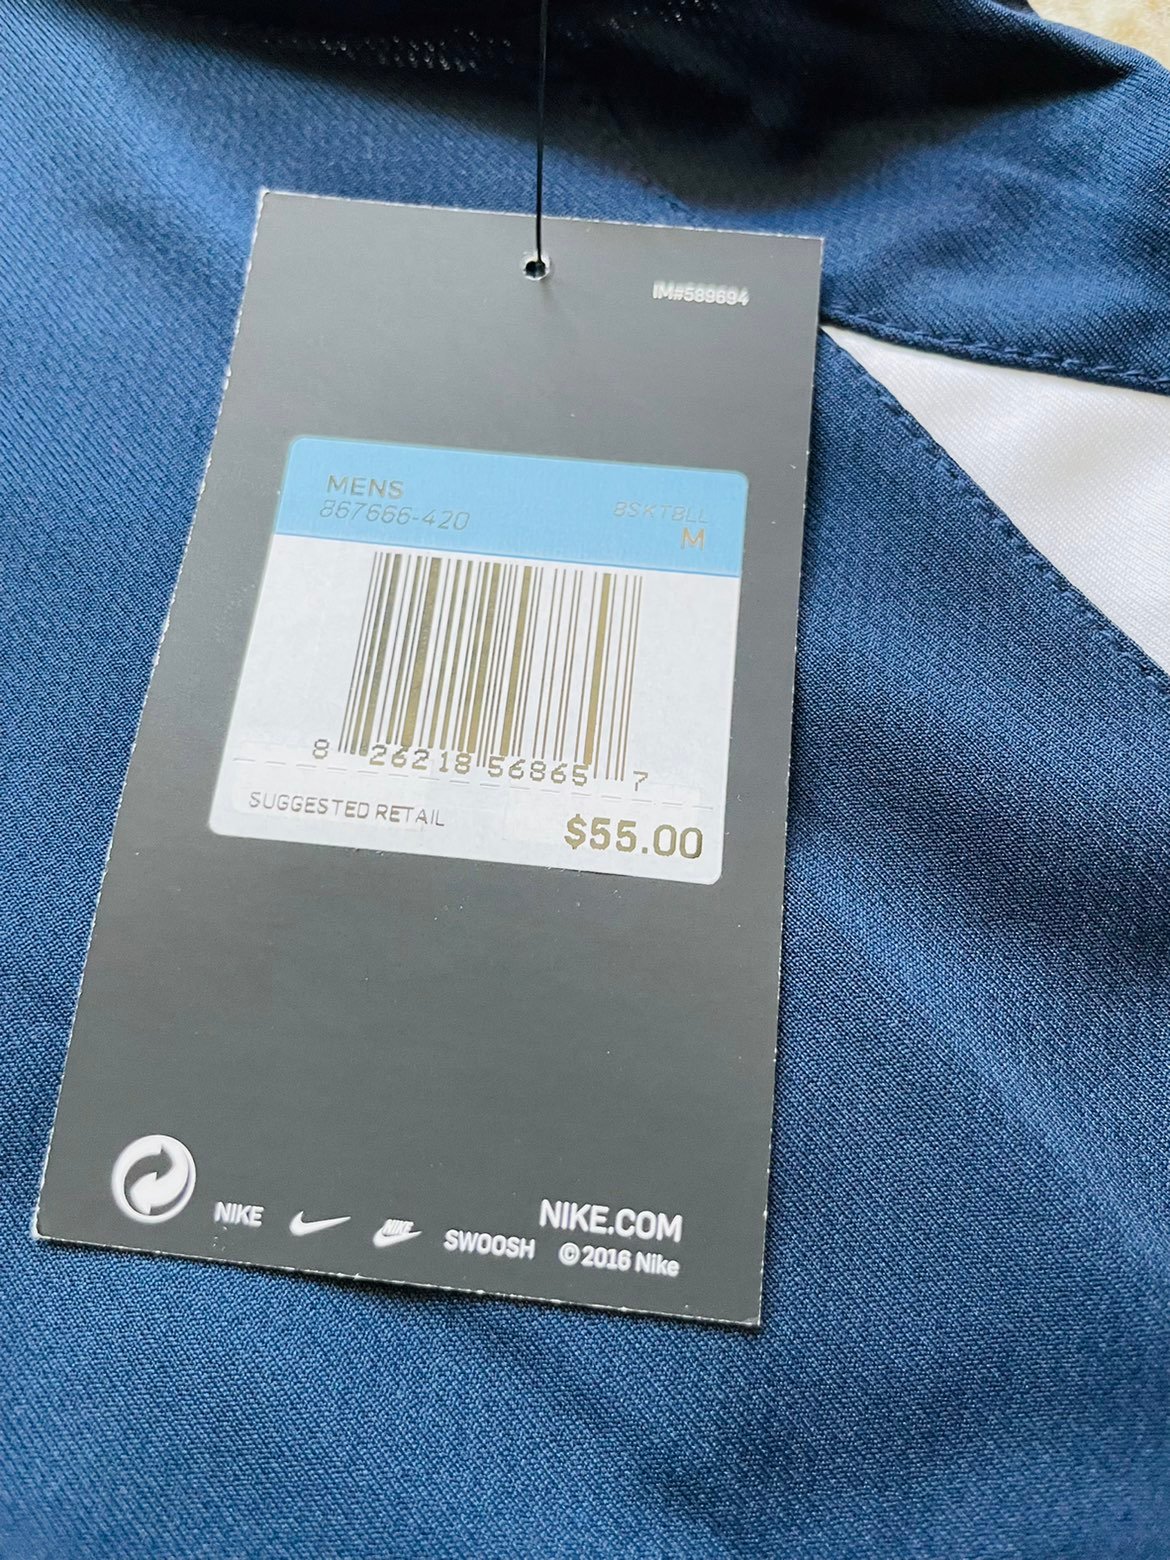 IM#589694
MENS
867666-420
BSKTBLL
M
8 26218 56865 7
SUGGESTED RETAIL
$55.00
NIKE
NIKE
SWOOSH
NIKE.COM
©2016 Nike